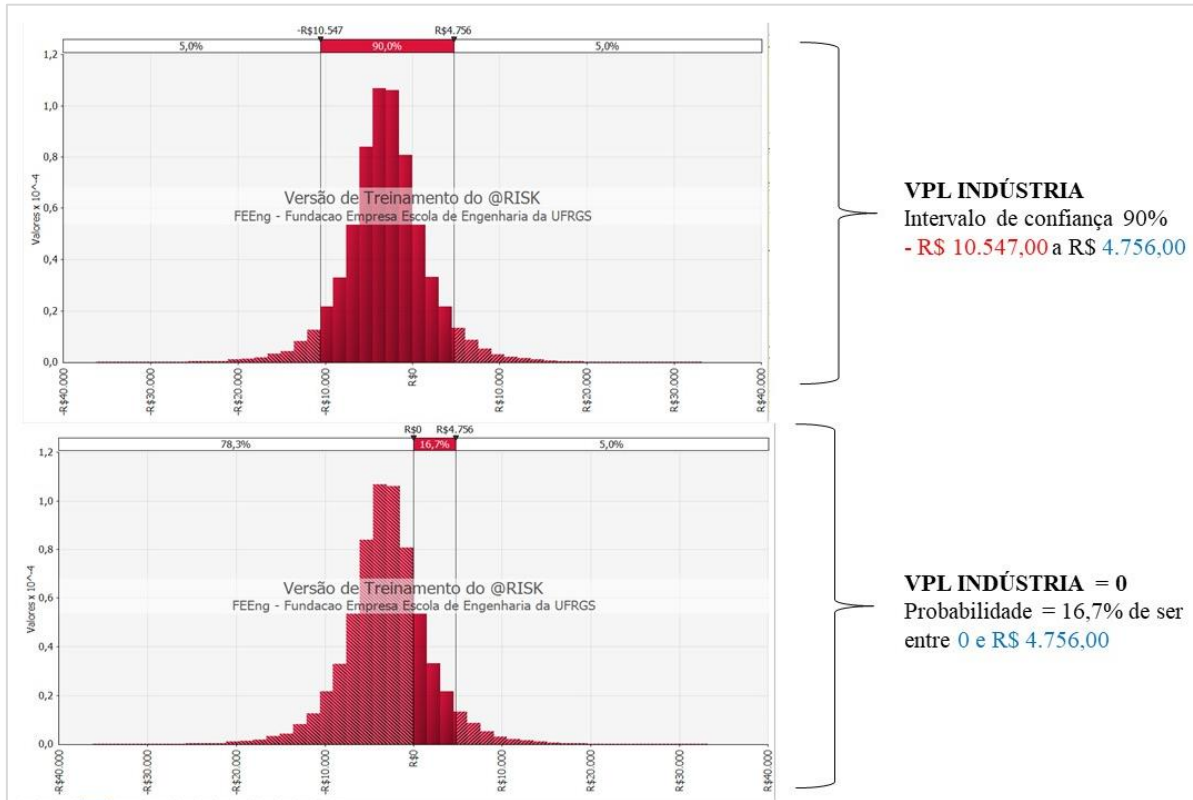 -R$10.547 R$4.756
5,0% 90,0% 5,0%
1,2
1,0
0,8
0,6
0,4
0,2
0,0
Valores x 10^-4
Versão de Treinamento do @RISK
FEEng - Fundacao Empresa Escola de Engenharia da UFRGS
-R$40.000
-R$30.000
-R$20.000
-R$10.000
R$0
R$10.000
R$20.000
R$30.000
R$40.000
VPL INDÚSTRIA
Intervalo de confiança 90%
- R$ 10.547,00 a R$ 4.756,00
R$0 R$4.756
78,3% 16,7% 5,0%
1,2
1,0
0,8
0,6
0,4
0,2
0,0
Valores x 10^-4
Versão de Treinamento do @RISK
FEEng - Fundacao Empresa Escola de Engenharia da UFRGS
-R$40.000
-R$30.000
-R$20.000
-R$10.000
R$0
R$10.000
R$20.000
R$30.000
R$40.000
VPL INDÚSTRIA = 0
Probabilidade = 16,7% de ser
entre 0 e R$ 4.756,00